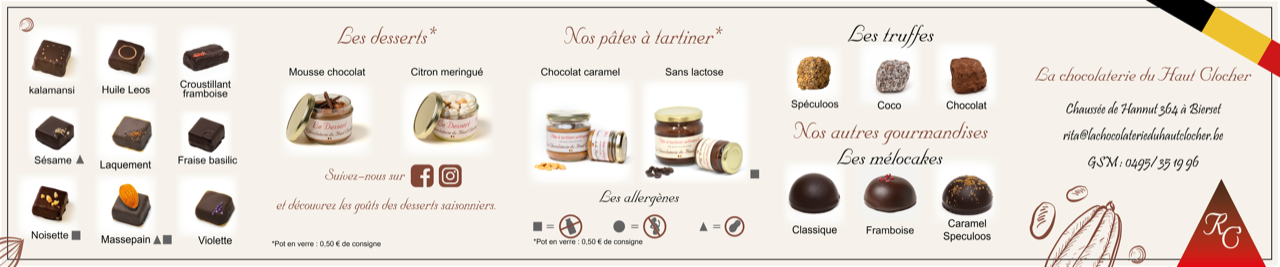 kalamansi
Huile Leos
Croustillant
framboise
Sésame
Laquement
Fraise basilic
Noisette
Massepain
Violette
Les desserts*
Mousse chocolat
Citron meringué
Le Dessert
Le Dessert
Suivez-nous sur
et découvrez les goûts des desserts saisonniers.
*Pot en verre : 0,50 € de consigne
Nos pâtes à tartiner*
Chocolat caramel
Sans lactose
Les allergènes
= = =
*Pot en verre : 0,50 € de consigne
Les truffes
Spéculoos
Coco
Chocolat
Nos autres gourmandises
Les mélocakes
Classique
Framboise
Caramel
Speculoos
La chocolaterie du Haut Clocher
Chaussée de Hannut 364 à Bierset
rita@lachocolaterieduhautclocher.be
GSM : 0495/ 35 19 96
RC